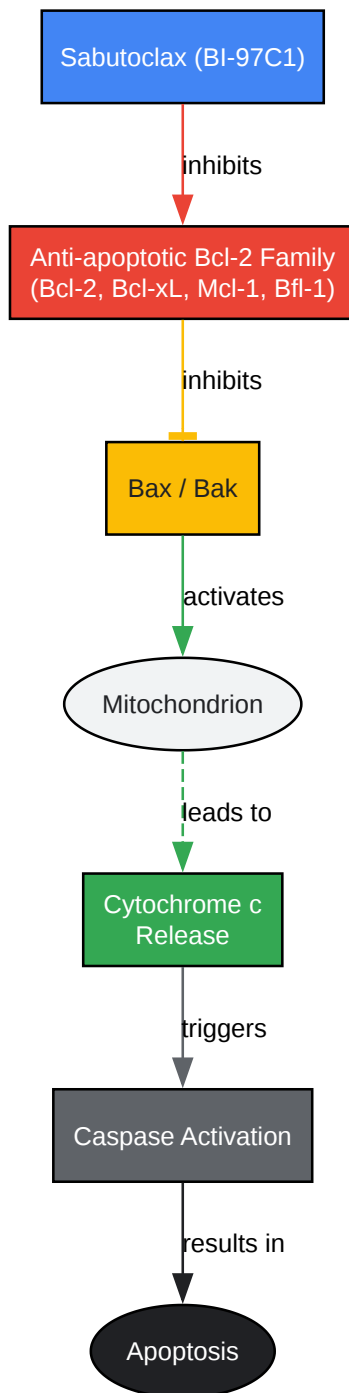 Sabutoclax (BI-97C1)
inhibits
Anti-apoptotic Bcl-2 Family
(Bcl-2, Bcl-xL, Mcl-1, Bfl-1)
inhibits
Bax / Bak
activates
Mitochondrion
leads to
Cytochrome c
Release
triggers
Caspase Activation
results in
Apoptosis